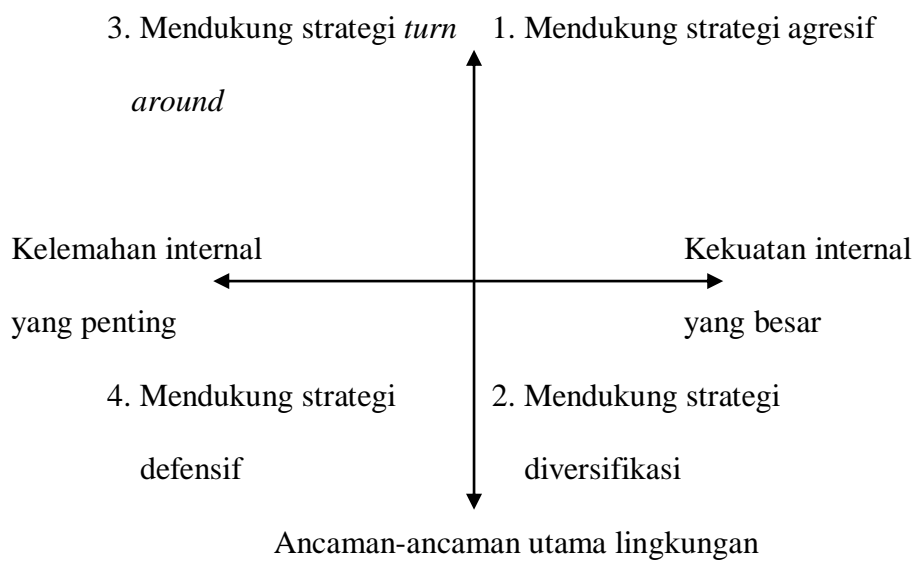 3. Mendukung strategi turn
around
1. Mendukung strategi agresif
Kelemahan internal
yang penting
Kekuatan internal
yang besar
4. Mendukung strategi
defensif
2. Mendukung strategi
diversifikasi
Ancaman-ancaman utama lingkungan